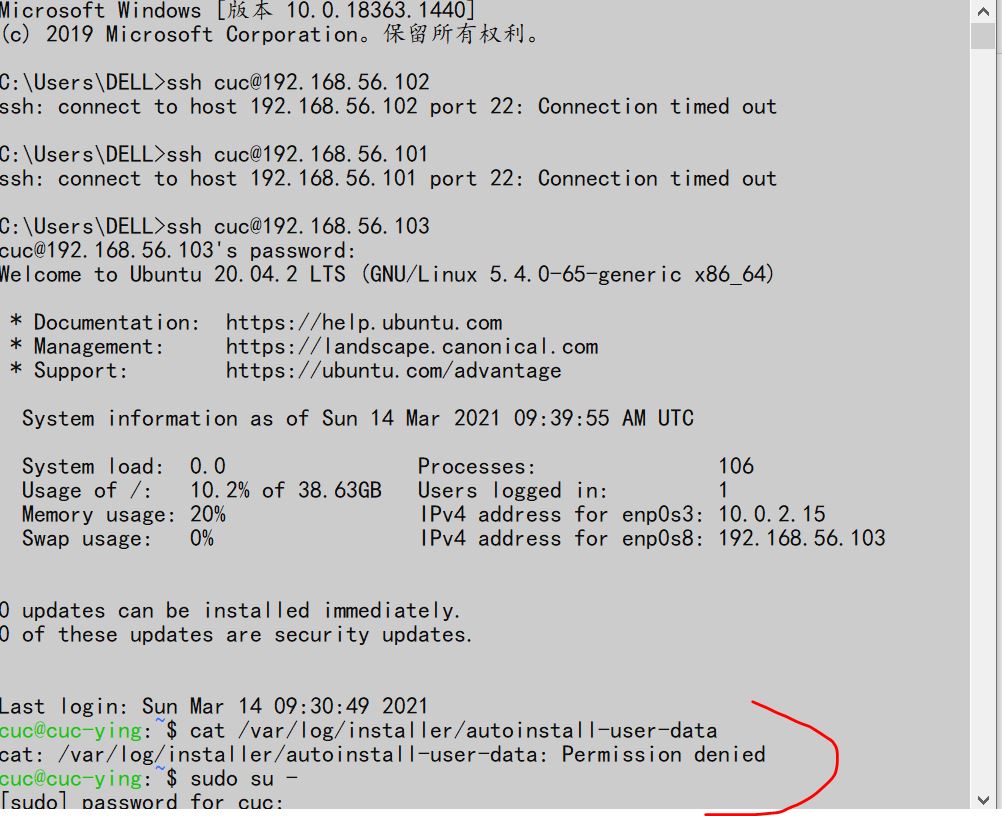 Microsoft Windows [版本 10.0.18363.1440]
(c) 2019 Microsoft Corporation。保留所有权利。
C:\Users\DELL>ssh cuc@192.168.56.102
ssh: connect to host 192.168.56.102 port 22: Connection timed out
C:\Users\DELL>ssh cuc@192.168.56.101
ssh: connect to host 192.168.56.101 port 22: Connection timed out
C:\Users\DELL>ssh cuc@192.168.56.103
cuc@192.168.56.103's password:
Welcome to Ubuntu 20.04.2 LTS (GNU/Linux 5.4.0-65-generic x86_64)
* Documentation: https://help.ubuntu.com
* Management: https://landscape.canonical.com
* Support: https://ubuntu.com/advantage
System information as of Sun 14 Mar 2021 09:39:55 AM UTC
System load: 0.0 Processes: 106
Usage of /: 10.2% of 38.63GB Users logged in: 1
Memory usage: 20% IPv4 address for enp0s3: 10.0.2.15
Swap usage: 0% IPv4 address for enp0s8: 192.168.56.103
0 updates can be installed immediately.
0 of these updates are security updates.
Last login: Sun Mar 14 09:30:49 2021
cuc@cuc-ying:~$ cat /var/log/installer/autoinstall-user-data
cat: /var/log/installer/autoinstall-user-data: Permission denied
cuc@cuc-ying:~$ sudo su -
[sudo] password for cuc: